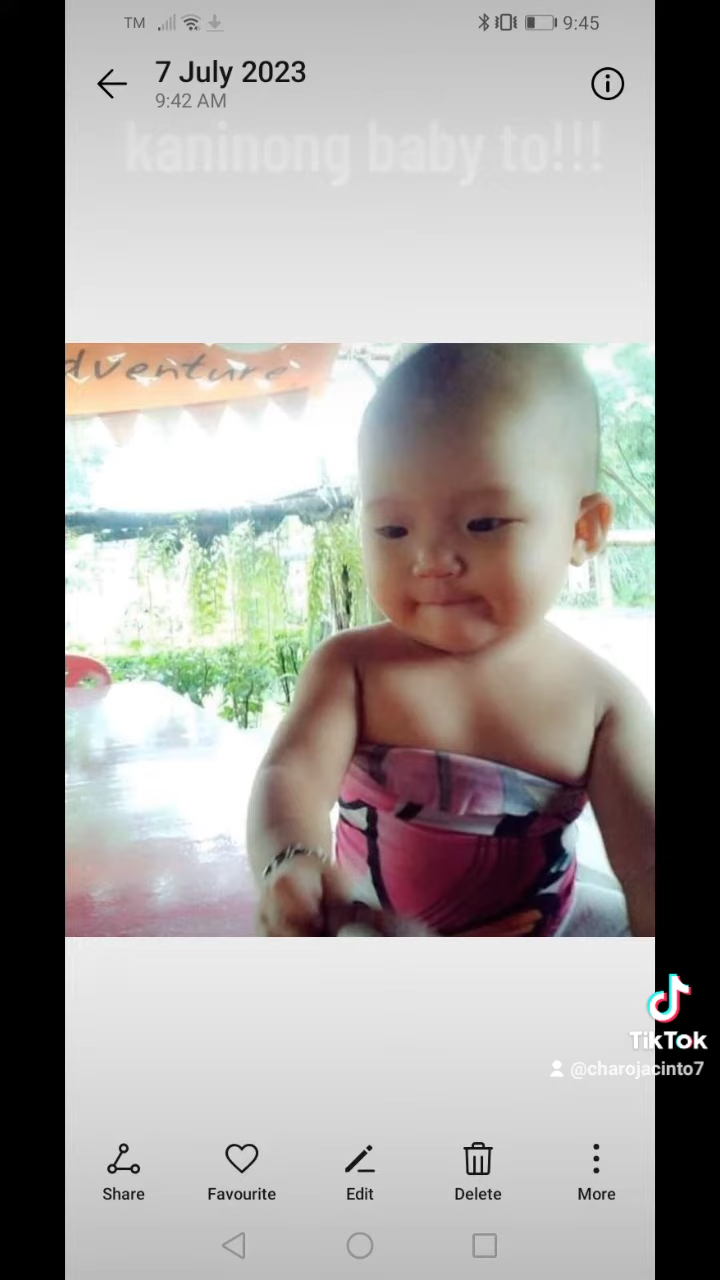 TM
9:45
7 July 2023
9:42 AM
kaninong baby to!!!
dventure
TikTok
@charojacinto7
Share
Favourite
Edit
Delete
More